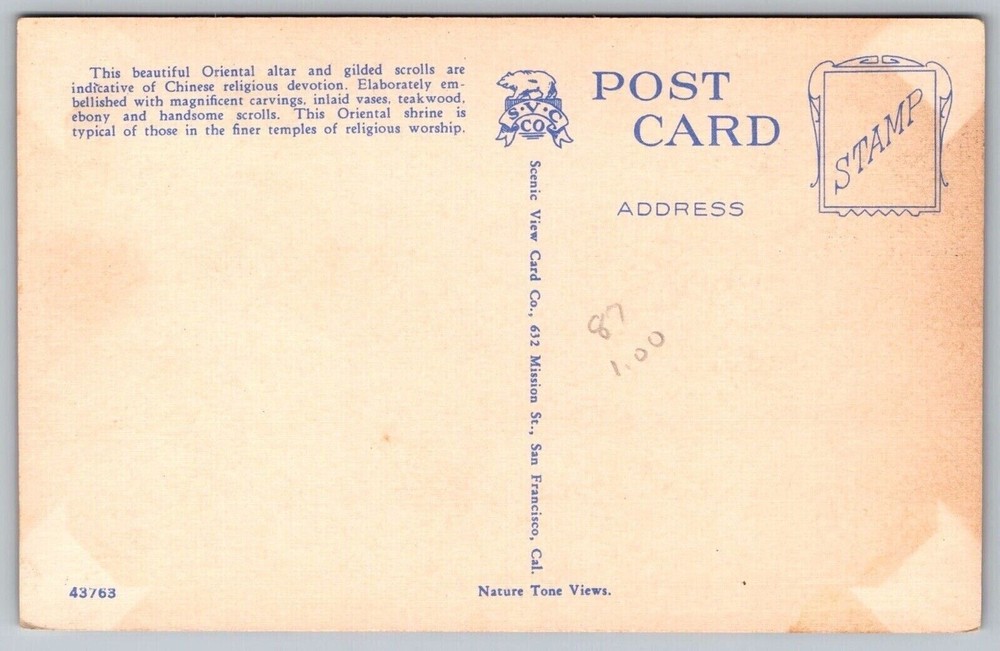 This beautiful Oriental altar and gilded scrolls are
indicative of Chinese religious devotion. Elaborately em-
bellished with magnificent carvings, inlaid vases, teakwood,
ebony and handsome scrolls. This Oriental shrine is
typical of those in the finer temples of religious worship.
S·V·C
CO
POST
CARD
STAMP
ADDRESS
Scenic View Card Co., 632 Mission St., San Francisco, Cal.
87
1.00
43763
Nature Tone Views.